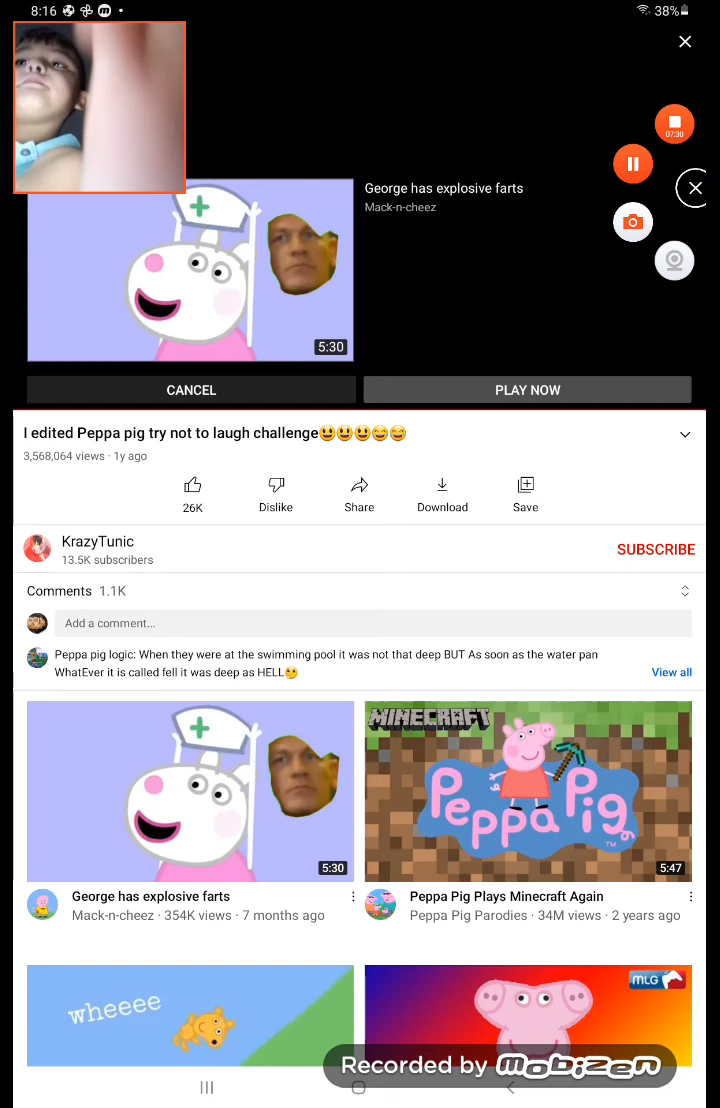 8:16
38%
07:30
George has explosive farts
Mack-n-cheez
5:30
CANCEL
PLAY NOW
I edited Peppa pig try not to laugh challenge😃😃😃😄😄
3,568,064 views · 1y ago
26K
Dislike
Share
Download
Save
KrazyTunic
13.5K subscribers
SUBSCRIBE
Comments 1.1K
Add a comment...
Peppa pig logic: When they were at the swimming pool it was not that deep BUT As soon as the water pan
WhatEver it is called fell it was deep as HELL🤔
View all
MINECRAFT
Peppa Pig
TM
5:30
5:47
George has explosive farts
Mack-n-cheez · 354K views · 7 months ago
Peppa Pig Plays Minecraft Again
Peppa Pig Parodies · 34M views · 2 years ago
wheeee
MLG
Recorded by Mobizen